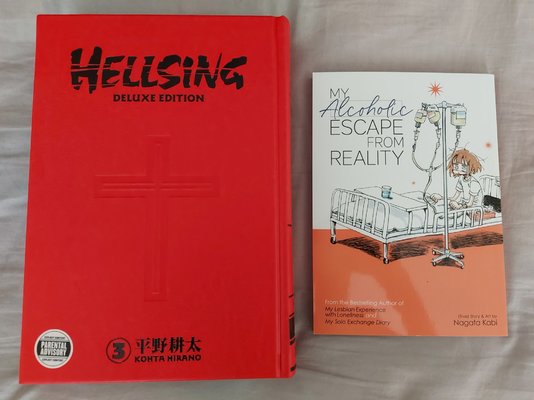 HELLSING
DELUXE EDITION
PARENTAL
ADVISORY
3 平野耕太
KOHTA HIRANO
MY
Alcoholic
ESCAPE
FROM
REALITY
From the Bestselling Author of
My Lesbian Experience
with Loneliness and
My Solo Exchange Diary
Story & Art by
Nagata Kabi